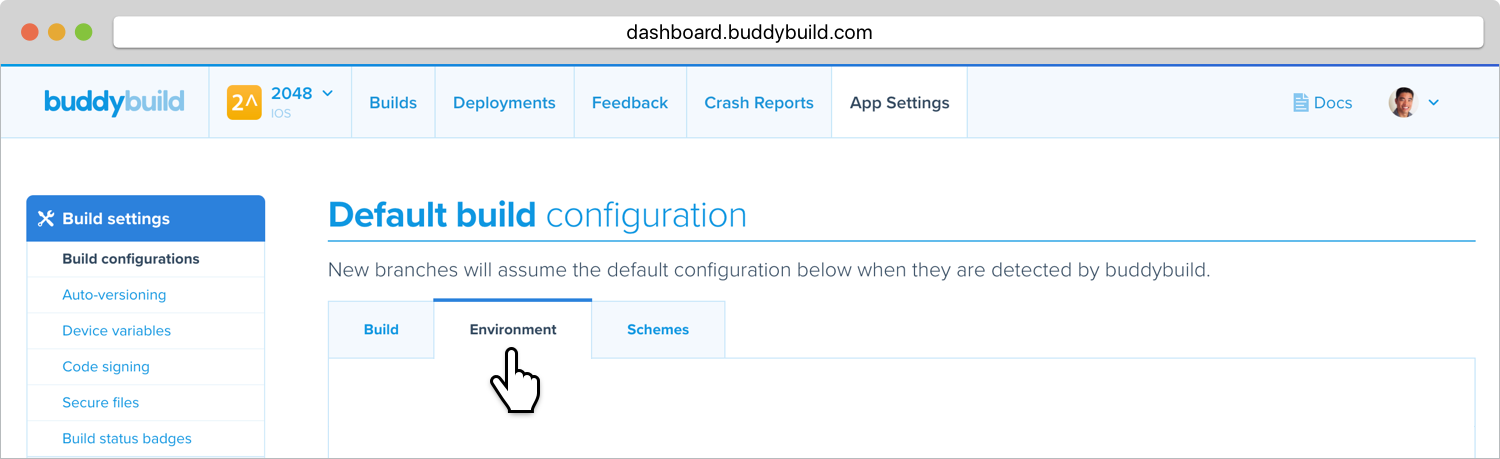 dashboard.buddybuild.com
buddybuild
2^
2048
IOS
Builds
Deployments
Feedback
Crash Reports
App Settings
Docs
Build settings
Build configurations
Auto-versioning
Device variables
Code signing
Secure files
Build status badges
Default build configuration
New branches will assume the default configuration below when they are detected by buddybuild.
Build
Environment
Schemes